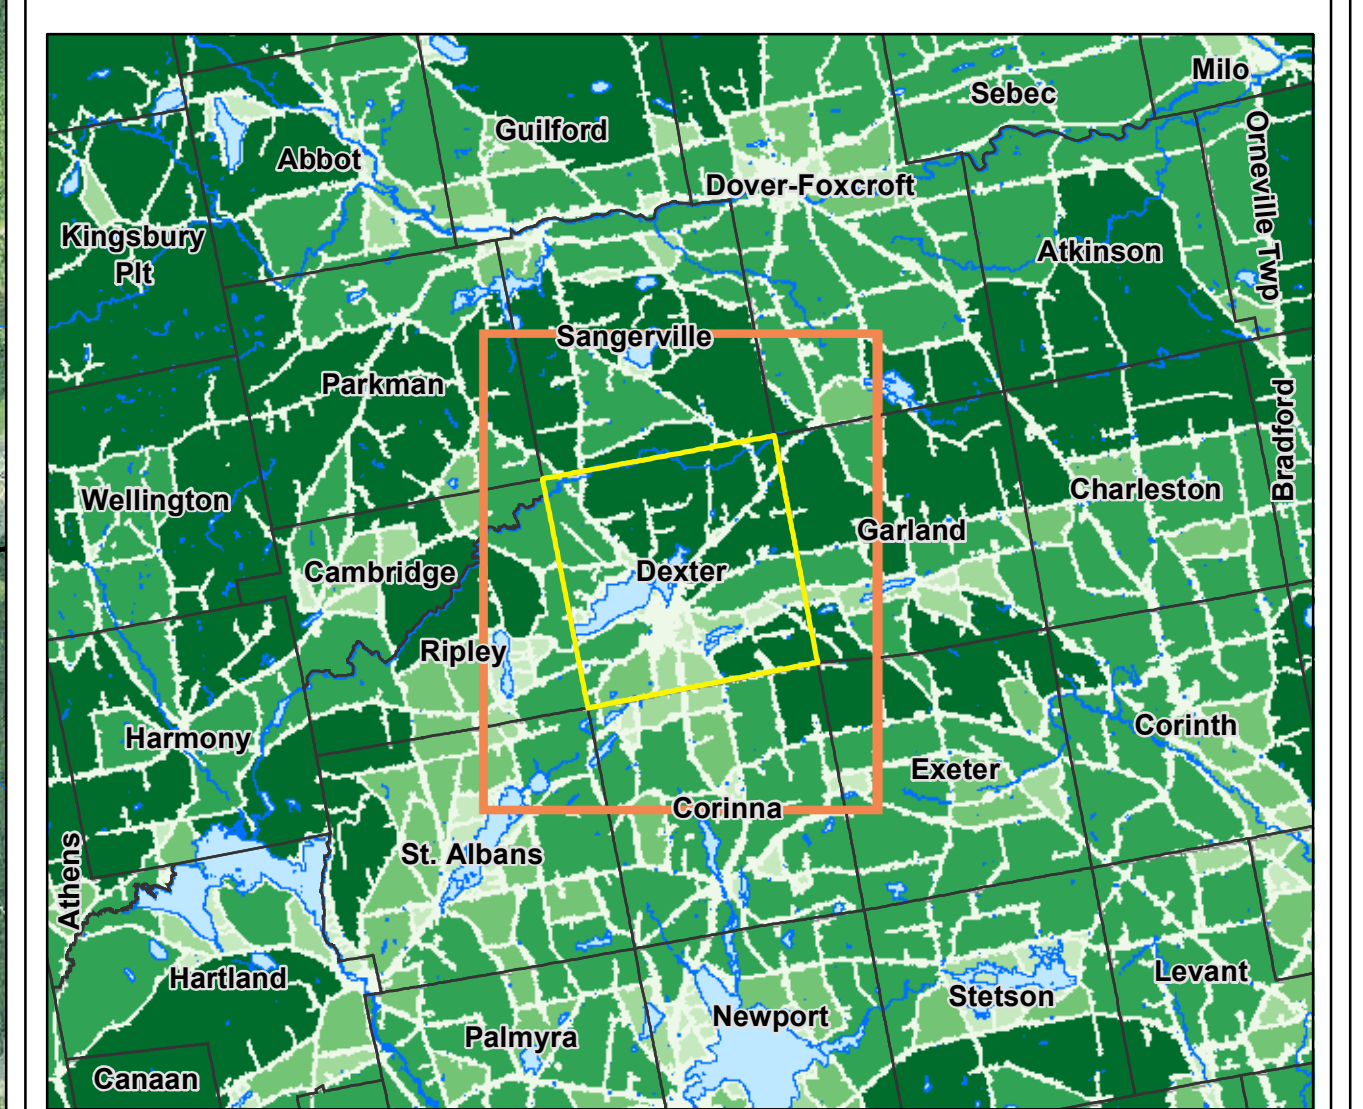 Milo
Sebec
Guilford
Abbot
Orneville Twp
Dover-Foxcroft
Kingsbury
Plt
Atkinson
Sangerville
Parkman
Bradford
Wellington
Charleston
Garland
Cambridge
Dexter
Ripley
Harmony
Corinth
Exeter
Corinna
St. Albans
Athens
Hartland
Levant
Stetson
Newport
Palmyra
Canaan